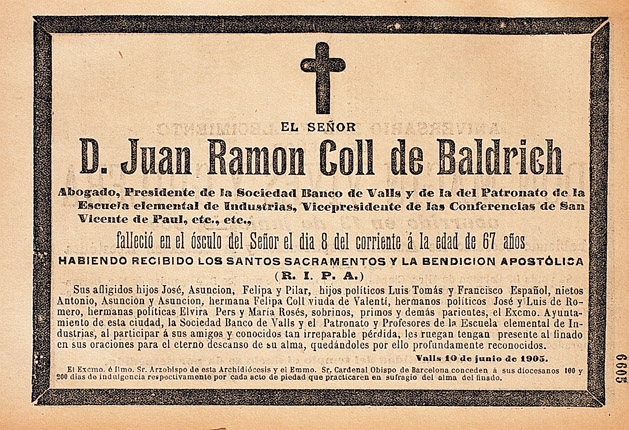 EL SEÑOR
D. Juan Ramon Coll de Baldrich
Abogado, Presidente de la Sociedad Banco de Valls y de la del Patronato de la
Escuela elemental de Industrias, Vicepresidente de las Conferencias de San
Vicente de Paul, etc., etc.,
falleció en el ósculo del Señor el dia 8 del corriente á la edad de 67 años
HABIENDO RECIBIDO LOS SANTOS SACRAMENTOS Y LA BENDICION APOSTÓLICA
(R. I. P. A.)
Sus afligidos hijos José, Asuncion, Felipa y Pilar, hijos políticos Luis Tomás y Francisco Español, nietos
Antonio, Asunción y Asuncion, hermana Felipa Coll viuda de Valentí, hermanos políticos José y Luis de Ro-
mero, hermanas políticas Elvira Pers y María Rosés, sobrinos, primos y demás parientes, el Excmo. Ayunta-
miento de esta ciudad, la Sociedad Banco de Valls y el Patronato y Profesores de la Escuela elemental de In-
dustrias, al participar á sus amigos y conocidos tan irreparable pérdida, les ruegan tengan presente al finado
en sus oraciones para el eterno descanso de su alma, quedándoles por ello profundamente reconocidos.
Valls 10 de junio de 1905.
El Excmo. é Ilmo. Sr. Arzobispo de esta Archidiócesis y el Emmo. Sr. Cardenal Obispo de Barcelona conceden á sus diocesanos 100 y
200 dias de indulgencia respectivamente por cada acto de piedad que practicaren en sufragio del alma del finado.
6605